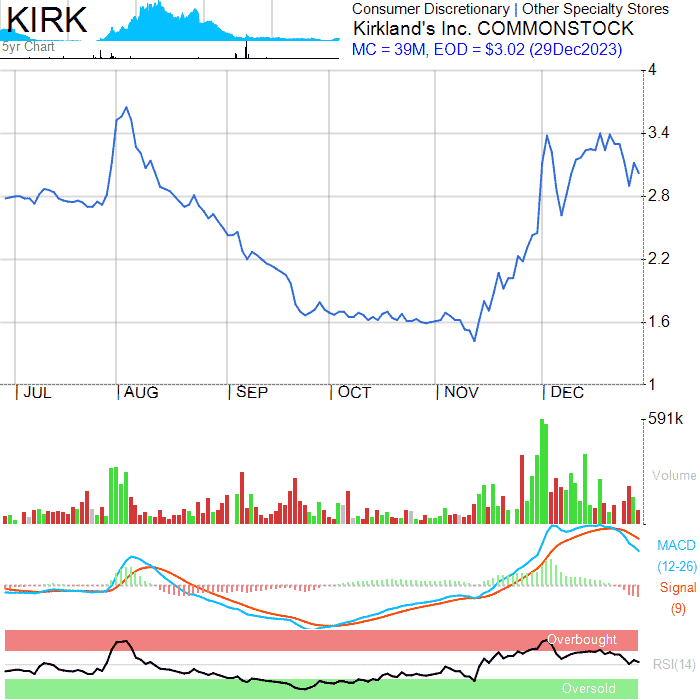 KIRK
5yr Chart
Consumer Discretionary | Other Specialty Stores
Kirkland's Inc. COMMONSTOCK
MC = 39M, EOD = $3.02 (29Dec2023)
4
3.4
2.8
2.2
1.6
1
| JUL | AUG | SEP | OCT | NOV | DEC
591k
Volume
MACD
(12-26)
Signal
(9)
Overbought
RSI(14)
Oversold